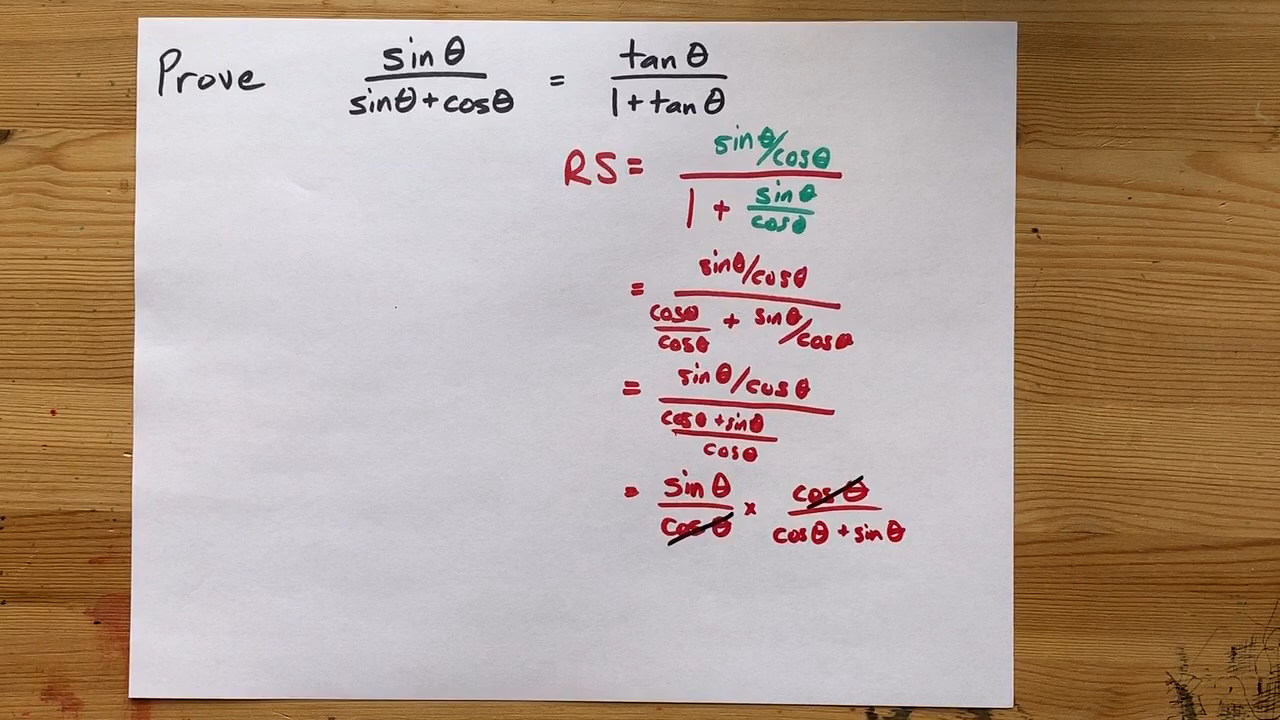 Prove sinθ/(sinθ+cosθ) = tanθ/(1+tanθ)
RS = (sinθ/cosθ)/(1 + sinθ/cosθ)
= (sinθ/cosθ)/(cosθ/cosθ + sinθ/cosθ)
= (sinθ/cosθ)/((cosθ+sinθ)/cosθ)
= sinθ/cosθ × cosθ/(cosθ+sinθ)